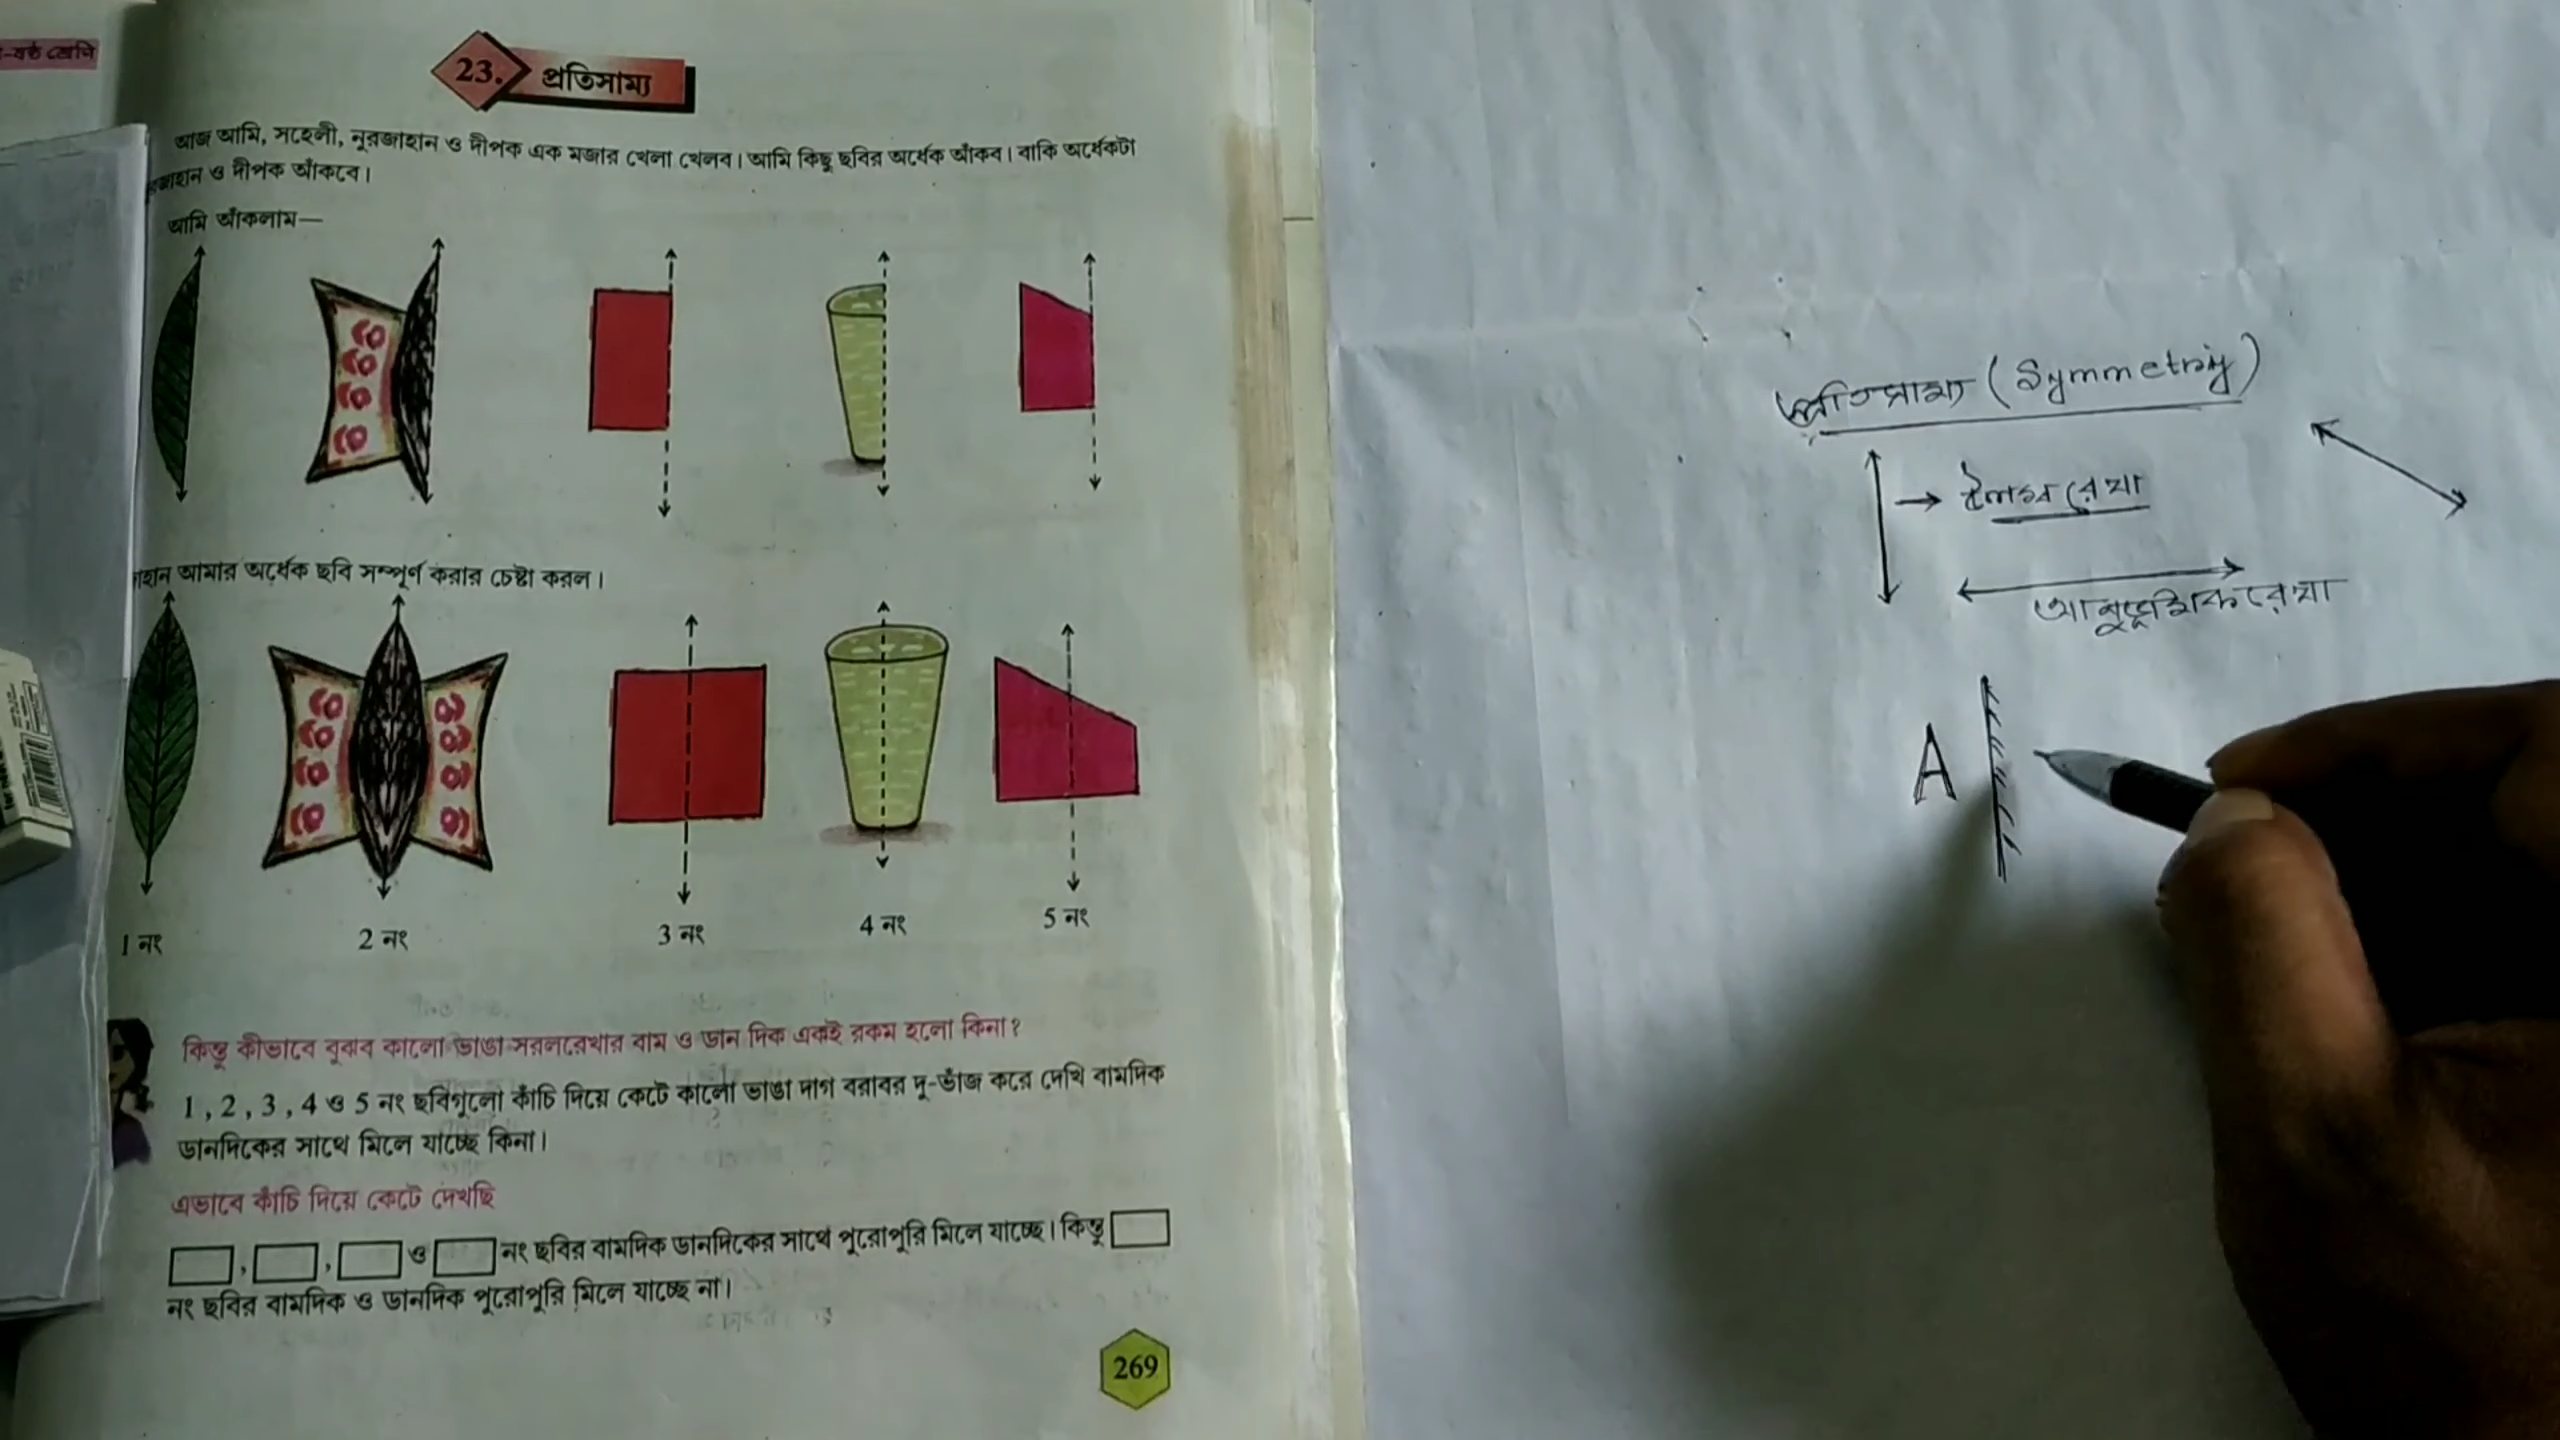 -ষষ্ঠ শ্রেণি
23. প্রতিসাম্য
আজ আমি, সহেলী, নুরজাহান ও দীপক এক মজার খেলা খেলব। আমি কিছু ছবির অর্ধেক আঁকব। বাকি অর্ধেকটা
জাহান ও দীপক আঁকবে।
আমি আঁকলাম—
াহান আমার অর্ধেক ছবি সম্পূর্ণ করার চেষ্টা করল।
1 নং 2 নং 3 নং 4 নং 5 নং
কিন্তু কীভাবে বুঝব কালো ভাঙা সরলরেখার বাম ও ডান দিক একই রকম হলো কিনা?
1 , 2 , 3 , 4 ও 5 নং ছবিগুলো কাঁচি দিয়ে কেটে কালো ভাঙা দাগ বরাবর দু-ভাঁজ করে দেখি বামদিক
ডানদিকের সাথে মিলে যাচ্ছে কিনা।
এভাবে কাঁচি দিয়ে কেটে দেখছি
, , ও নং ছবির বামদিক ডানদিকের সাথে পুরোপুরি মিলে যাচ্ছে। কিন্তু
নং ছবির বামদিক ও ডানদিক পুরোপুরি মিলে যাচ্ছে না।
269
প্রতিসাম্য (Symmetry)
উলম্ব রেখা
আনুভূমিক রেখা
A